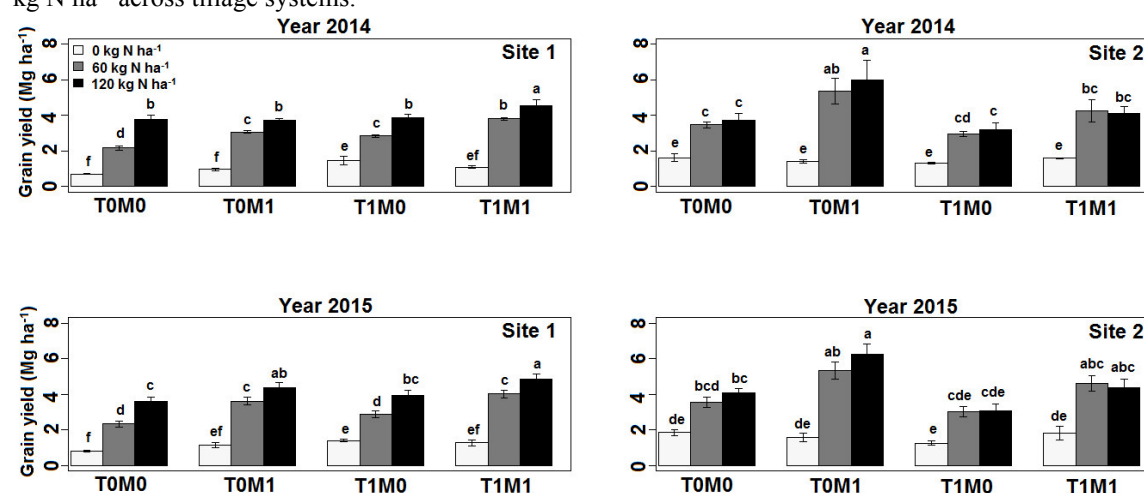 kg N ha⁻¹ across tillage systems.
Year 2014
Site 1
0 kg N ha⁻¹
60 kg N ha⁻¹
120 kg N ha⁻¹
Grain yield (Mg ha⁻¹)
0 2 4 6 8
f d b
f c b
e c b
ef b a
T0M0 T0M1 T1M0 T1M1
Year 2014
Site 2
0 2 4 6 8
e c c
e ab a
e cd c
e bc bc
T0M0 T0M1 T1M0 T1M1
Year 2015
Site 1
Grain yield (Mg ha⁻¹)
0 2 4 6 8
f d c
ef c ab
e d bc
ef c a
T0M0 T0M1 T1M0 T1M1
Year 2015
Site 2
0 2 4 6 8
de bcd bc
de ab a
e cde cde
de abc abc
T0M0 T0M1 T1M0 T1M1